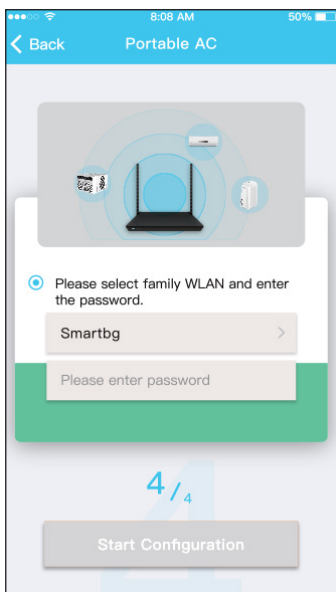 8:08 AM
50%
Back
Portable AC
Please select family WLAN and enter
the password.
Smartbg
Please enter password
4/4
Start Configuration